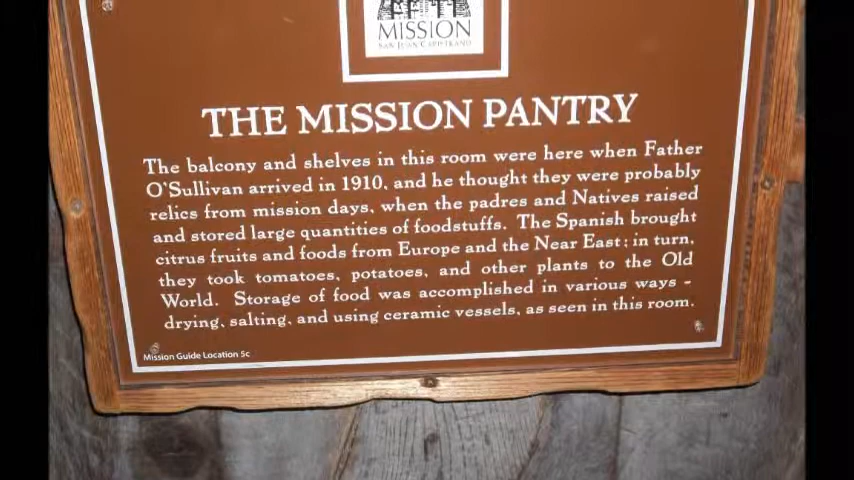 MISSION
SAN JUAN CAPISTRANO
THE MISSION PANTRY
The balcony and shelves in this room were here when Father
O'Sullivan arrived in 1910, and he thought they were probably
relics from mission days, when the padres and Natives raised
and stored large quantities of foodstuffs. The Spanish brought
citrus fruits and foods from Europe and the Near East; in turn,
they took tomatoes, potatoes, and other plants to the Old
World. Storage of food was accomplished in various ways -
drying, salting, and using ceramic vessels, as seen in this room.
Mission Guide Location 5c